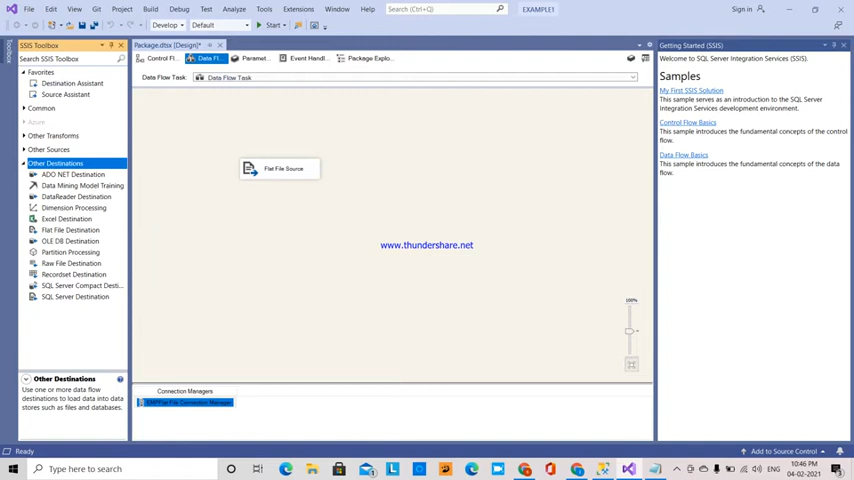 File Edit View Git Project Build Debug Test Analyze Tools Extensions Window Help Search (Ctrl+Q) EXAMPLE1 Sign in
Develop Default Start
SSIS Toolbox
Package.dtsx [Design]*
Getting Started (SSIS)
Toolbox
Search SSIS Toolbox
Control Fl... Data Fl... Paramet... Event Handl... Package Explo...
Welcome to SQL Server Integration Services (SSIS).
Favorites
Destination Assistant
Source Assistant
Common
Azure
Other Transforms
Other Sources
Other Destinations
ADO NET Destination
Data Mining Model Training
DataReader Destination
Dimension Processing
Excel Destination
Flat File Destination
OLE DB Destination
Partition Processing
Raw File Destination
Recordset Destination
SQL Server Compact Desti...
SQL Server Destination
Other Destinations
Use one or more data flow
destinations to load data into data
stores such as files and databases.
Data Flow Task: Data Flow Task
Flat File Source
www.thundershare.net
100%
Connection Managers
EMPFlat File Connection Manager
Samples
My First SSIS Solution
This sample serves as an introduction to the SQL Server
Integration Services development environment.
Control Flow Basics
This sample introduces the fundamental concepts of the control
flow.
Data Flow Basics
This sample introduces the fundamental concepts of the data
flow.
Ready
Add to Source Control
Type here to search
ENG
10:46 PM
04-02-2021